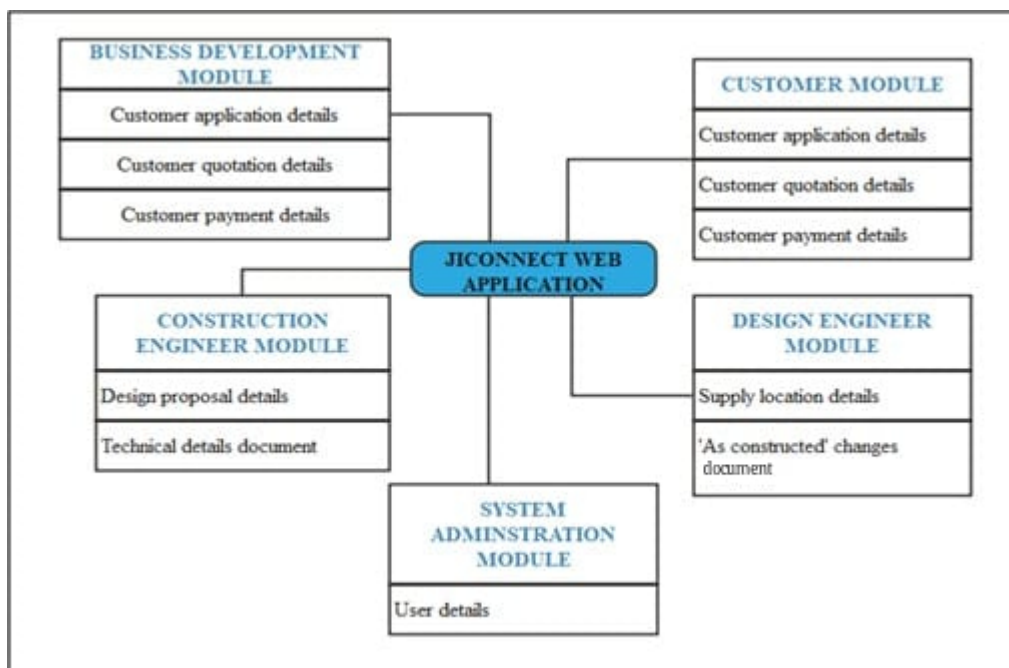 BUSINESS DEVELOPMENT
MODULE
Customer application details
Customer quotation details
Customer payment details
CUSTOMER MODULE
Customer application details
Customer quotation details
Customer payment details
JICONNECT WEB
APPLICATION
CONSTRUCTION
ENGINEER MODULE
Design proposal details
Technical details document
DESIGN ENGINEER
MODULE
Supply location details
'As constructed' changes
document
SYSTEM
ADMINSTRATION
MODULE
User details